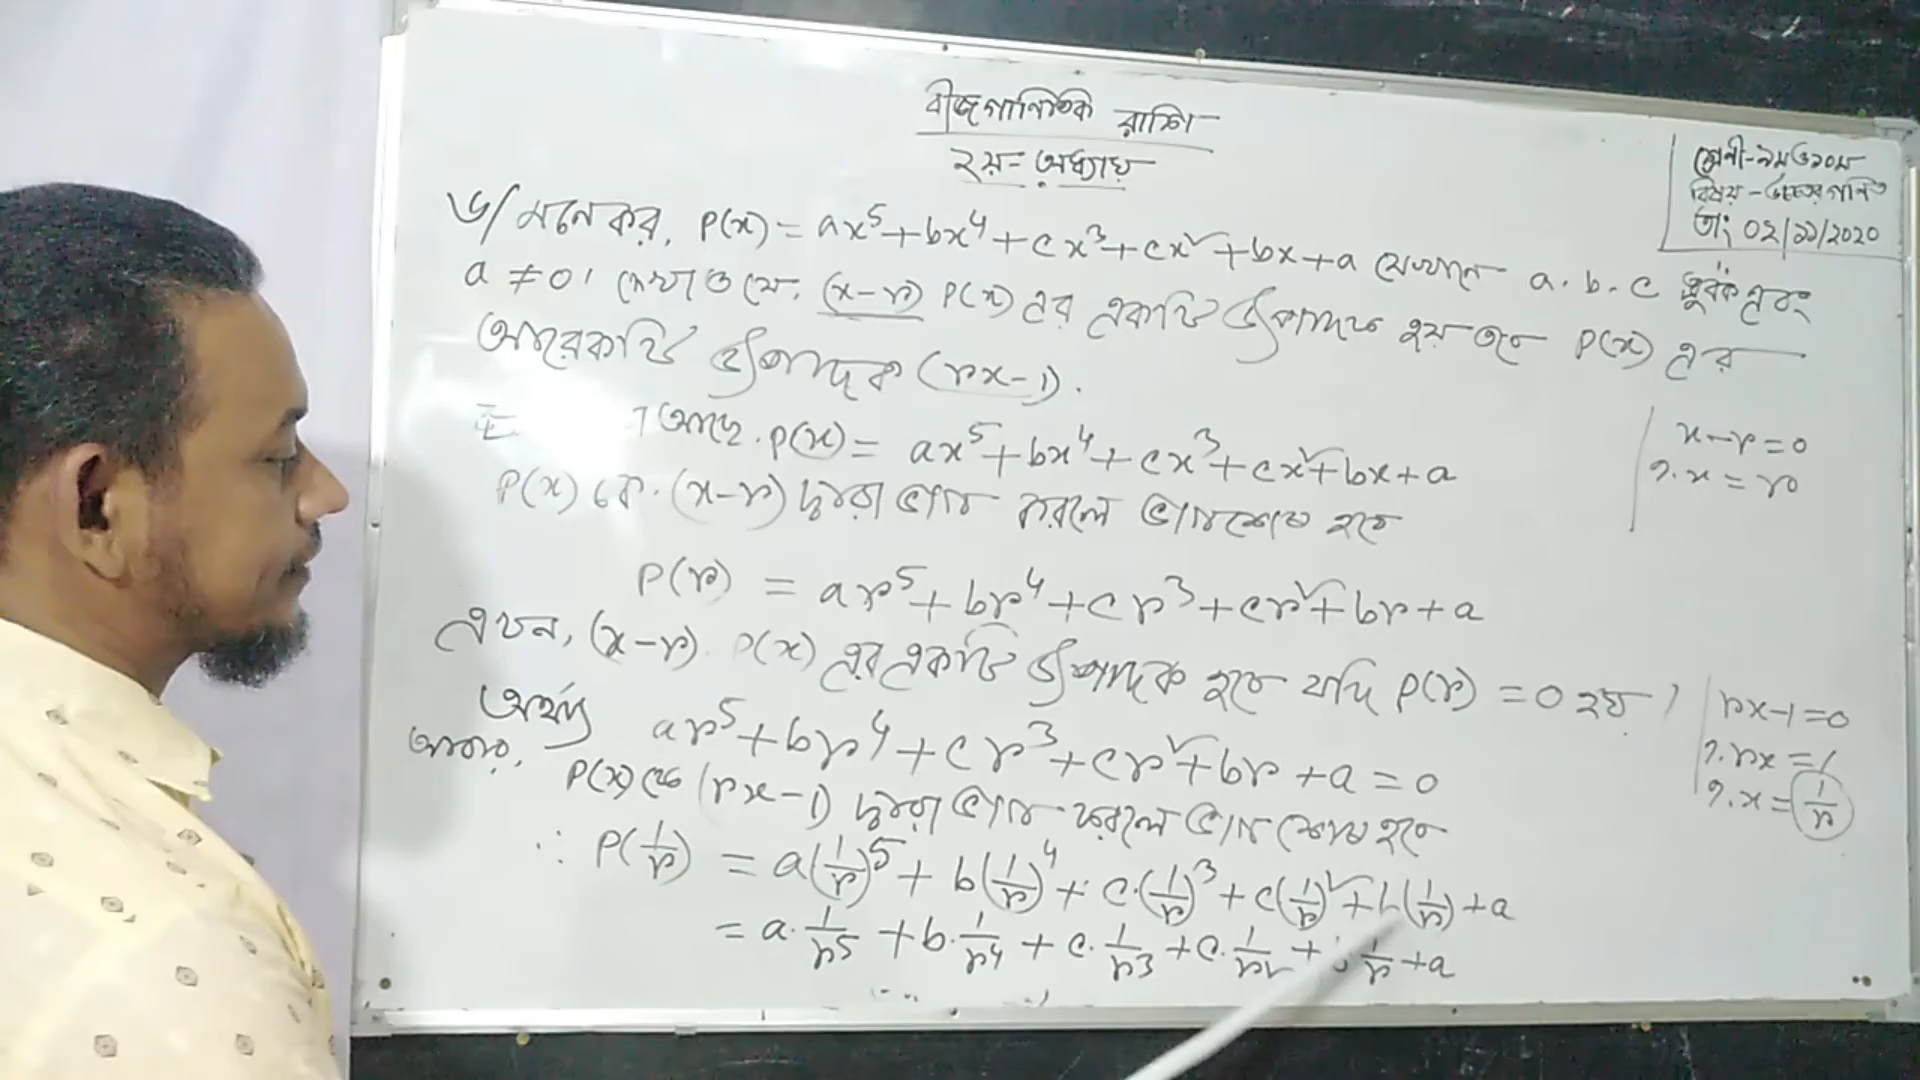 বীজগাণিতিক রাশি
২য়- অধ্যায়
শ্রেণী-৯ম ও ১০ম
বিষয় - উচ্চতর গণিত
তাং ০২/১১/২০২০
৬/ মনে কর, P(x) = ax⁵+bx⁴+cx³+cx²+bx+a যেখানে a, b, c ধ্রুবক এবং
a ≠ 0। দেখাও যে, (x-r) P(x) এর একটি উৎপাদক হয় তবে P(x) এর
আরেকটি উৎপাদক (rx-1).
আছে, P(x) = ax⁵+bx⁴+cx³+cx²+bx+a
P(x) কে (x-r) দ্বারা ভাগ করলে ভাগশেষ হবে
x-r=0
x = r
P(r) = ar⁵+br⁴+cr³+cr²+br+a
এখন, (x-r) P(x) এর একটি উৎপাদক হবে যদি P(r) = 0 হয়।
অর্থাৎ ar⁵+br⁴+cr³+cr²+br+a=0
আবার, P(x) কে (rx-1) দ্বারা ভাগ করলে ভাগশেষ হবে
rx-1=0
rx=1
x=1/r
∴ P(1/r) = a(1/r)⁵ + b(1/r)⁴ + c.(1/r)³ + c(1/r)² + b(1/r) + a
= a.1/r⁵ + b.1/r⁴ + c.1/r³ + c.1/r² + 1/r + a